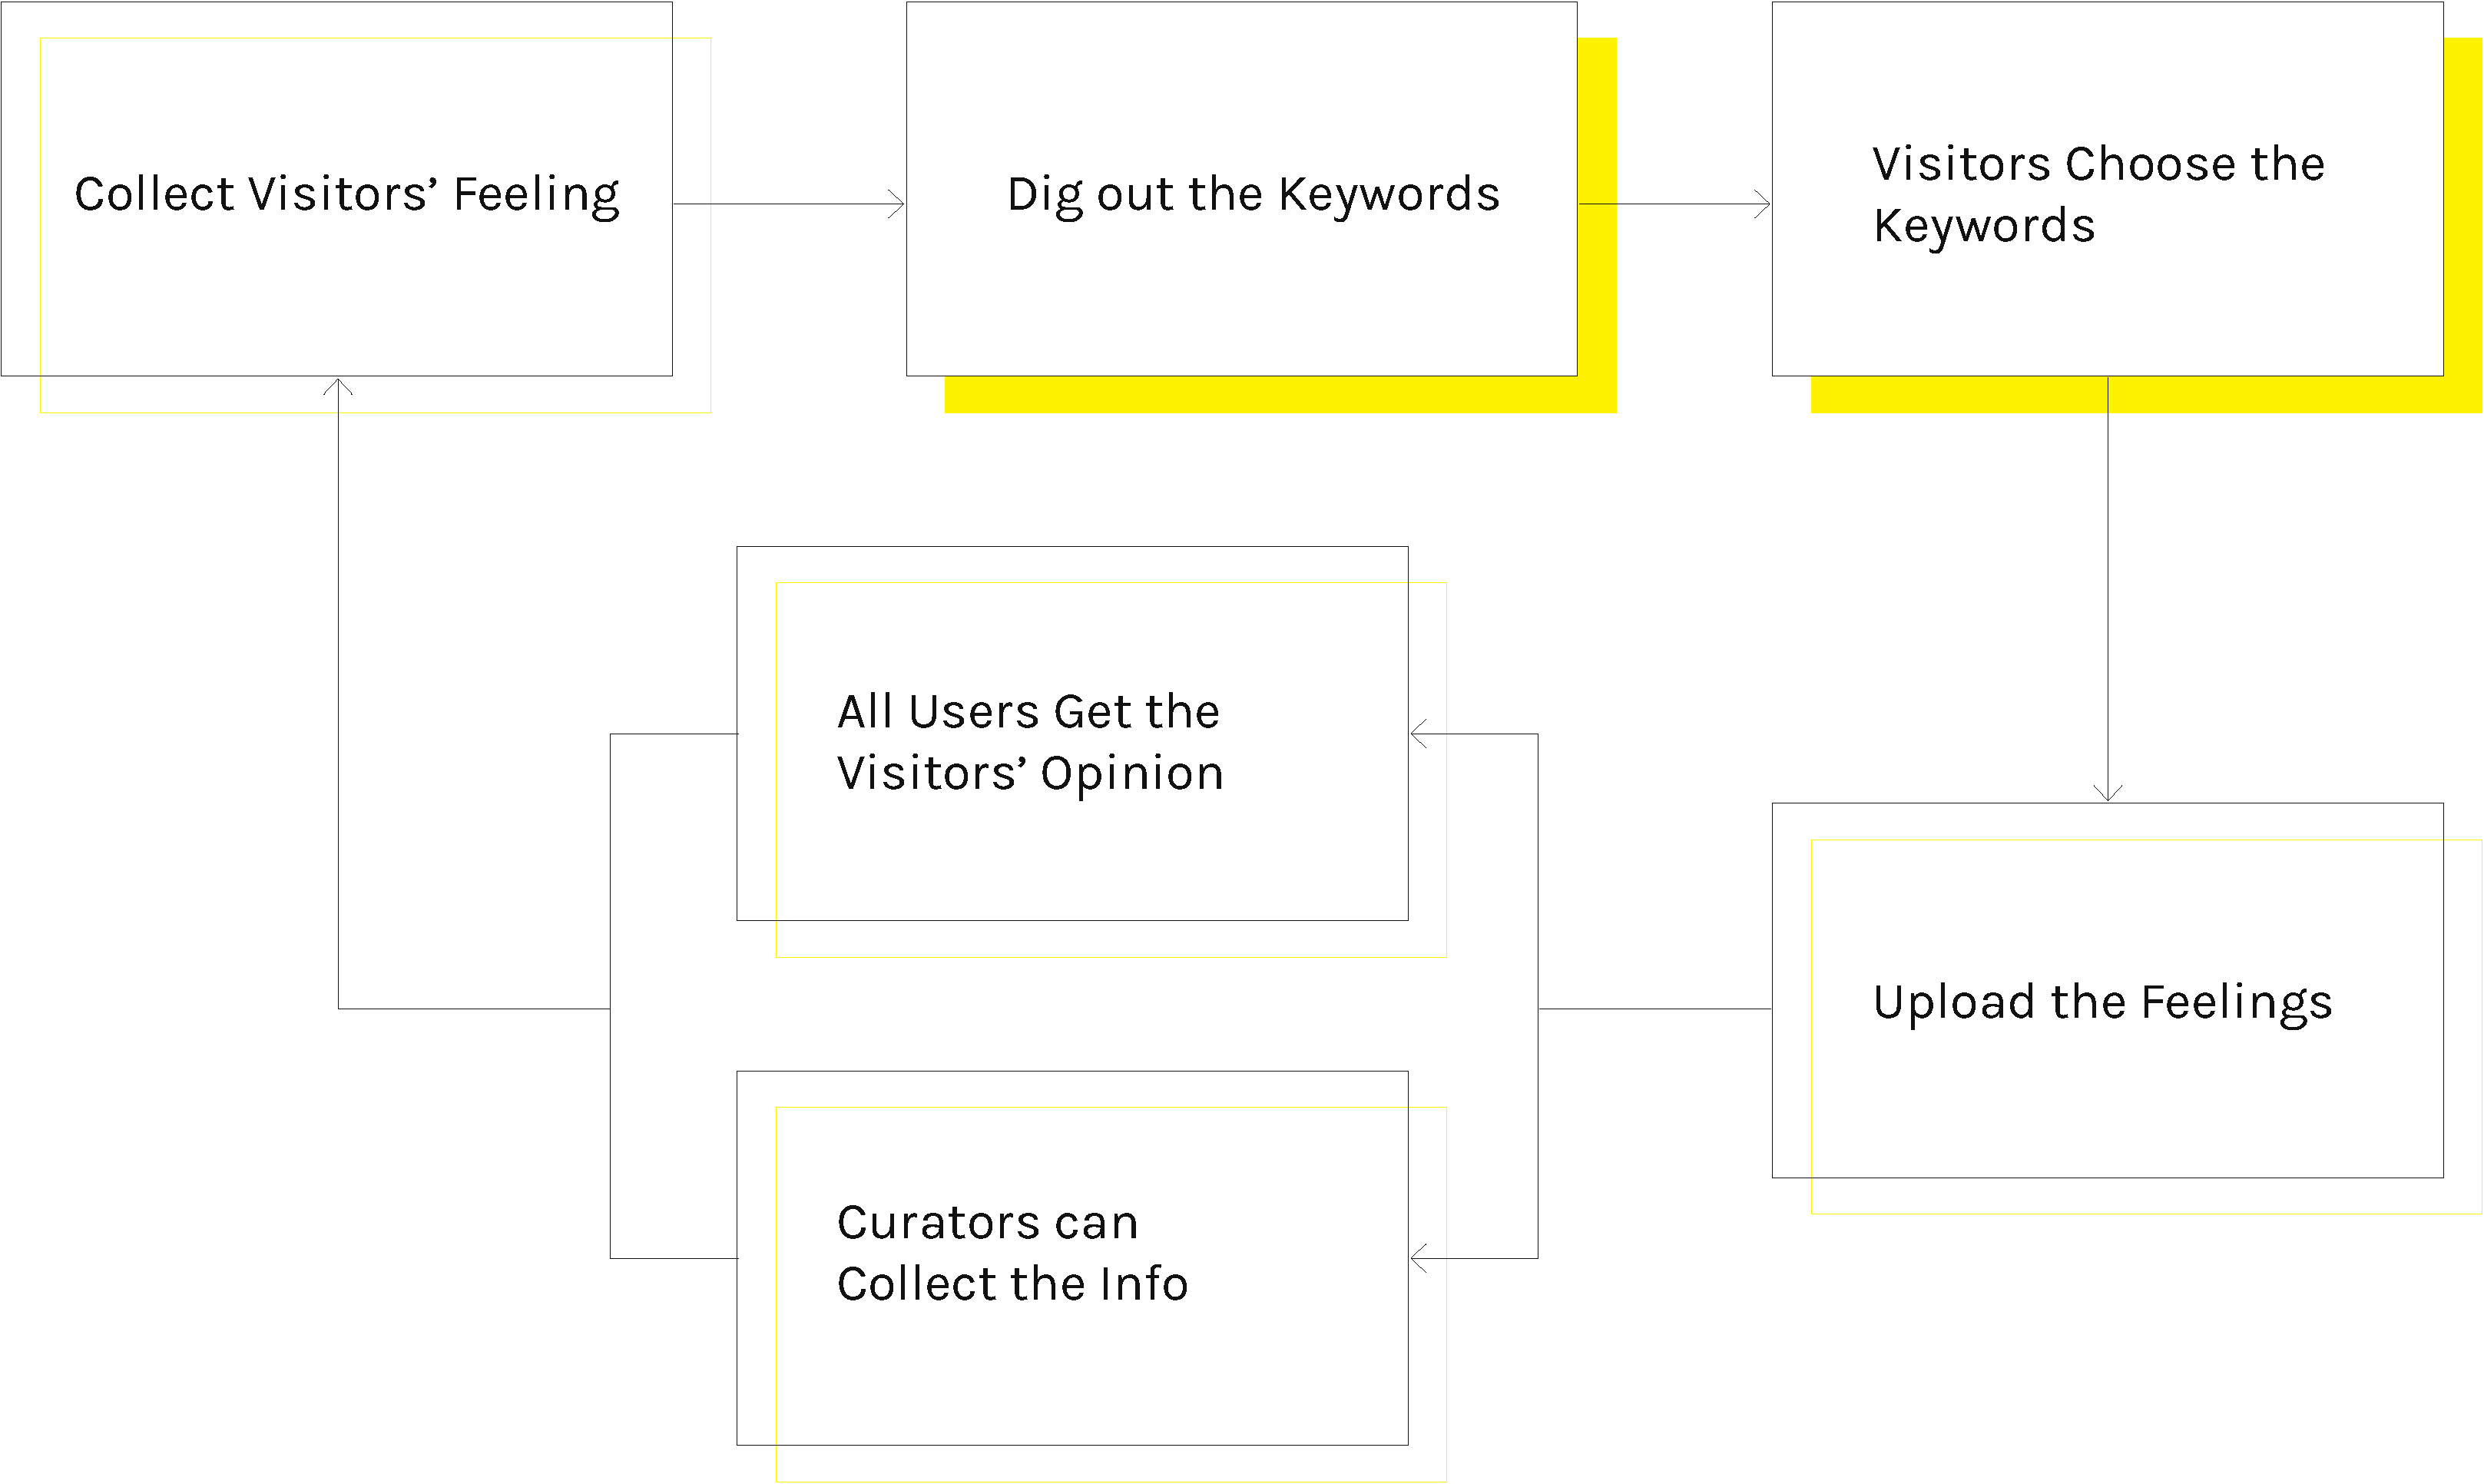 Collect Visitors’ Feeling
Dig out the Keywords
Visitors Choose the
Keywords
All Users Get the
Visitors’ Opinion
Upload the Feelings
Curators can
Collect the Info